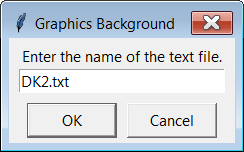 Graphics Background
Enter the name of the text file.
DK2.txt
OK Cancel